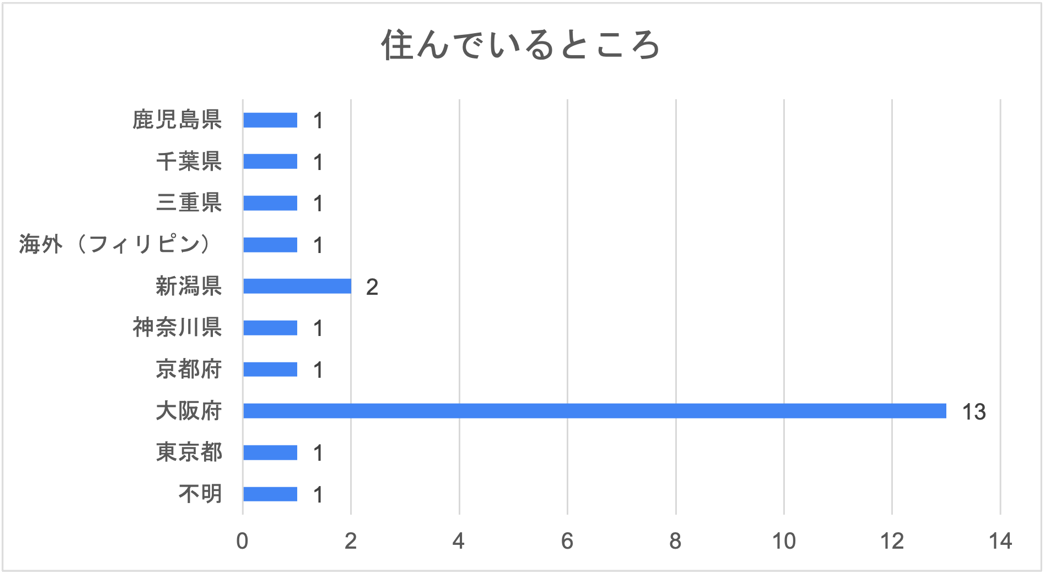 住んでいるところ
鹿児島県 1
千葉県 1
三重県 1
海外（フィリピン） 1
新潟県 2
神奈川県 1
京都府 1
大阪府 13
東京都 1
不明 1
0 2 4 6 8 10 12 14